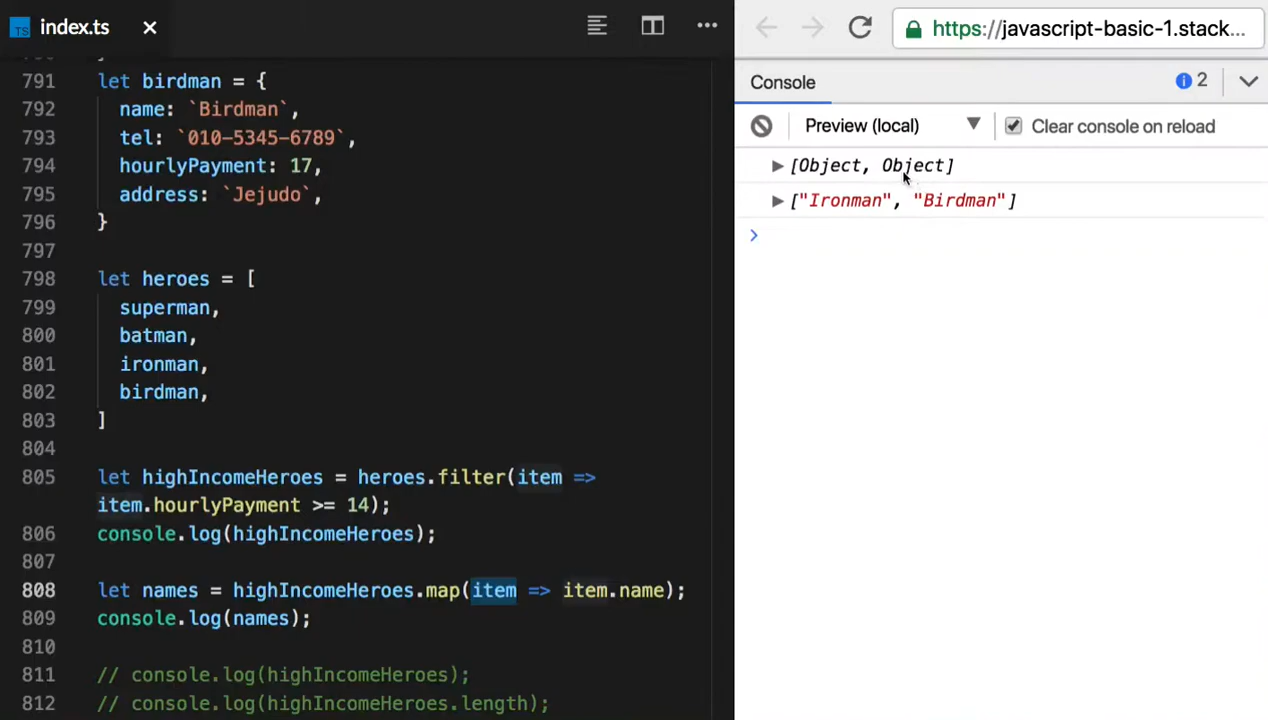 TS index.ts ×
791 let birdman = {
792 name: `Birdman`,
793 tel: `010-5345-6789`,
794 hourlyPayment: 17,
795 address: `Jejudo`,
796 }
797
798 let heroes = [
799 superman,
800 batman,
801 ironman,
802 birdman,
803 ]
804
805 let highIncomeHeroes = heroes.filter(item =>
item.hourlyPayment >= 14);
806 console.log(highIncomeHeroes);
807
808 let names = highIncomeHeroes.map(item => item.name);
809 console.log(names);
810
811 // console.log(highIncomeHeroes);
812 // console.log(highIncomeHeroes.length);
https://javascript-basic-1.stack...
Console
2
Preview (local)
Clear console on reload
[Object, Object]
["Ironman", "Birdman"]